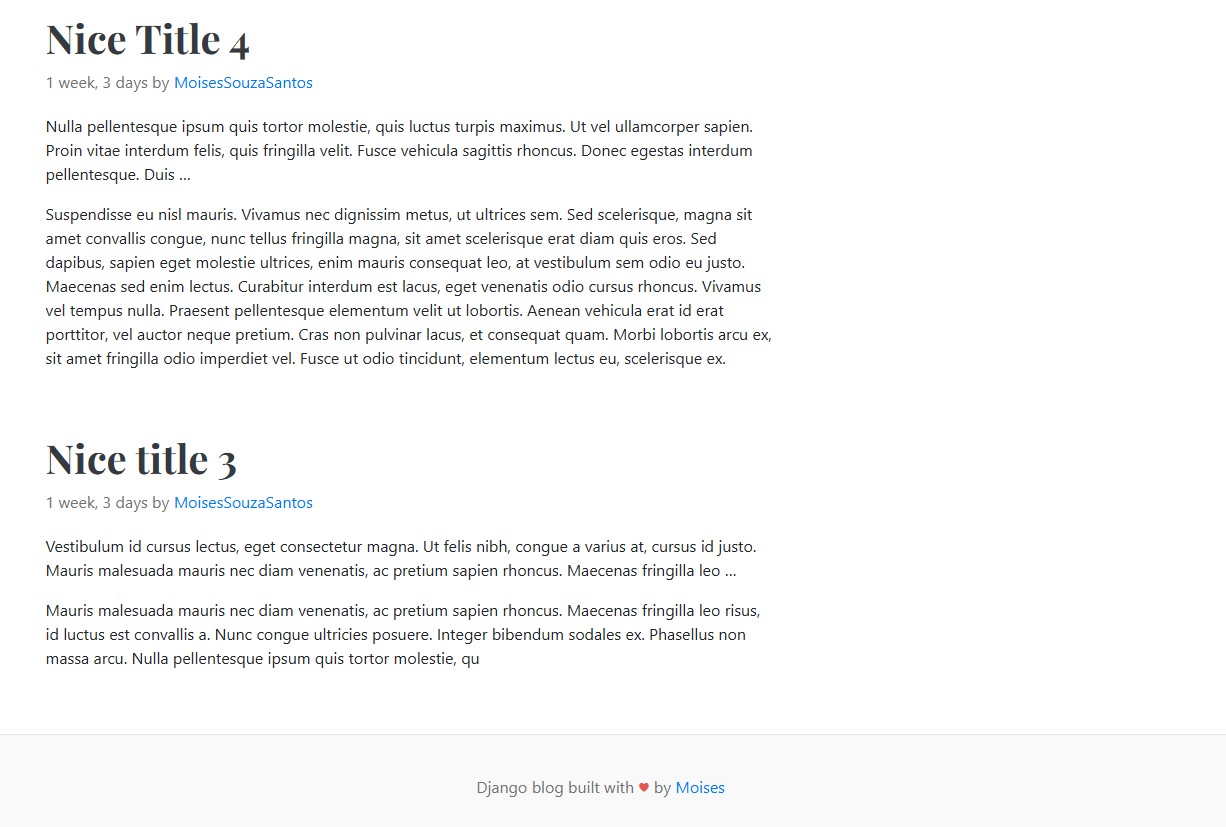 Nice Title 4
1 week, 3 days by MoisesSouzaSantos
Nulla pellentesque ipsum quis tortor molestie, quis luctus turpis maximus. Ut vel ullamcorper sapien.
Proin vitae interdum felis, quis fringilla velit. Fusce vehicula sagittis rhoncus. Donec egestas interdum
pellentesque. Duis ...
Suspendisse eu nisl mauris. Vivamus nec dignissim metus, ut ultrices sem. Sed scelerisque, magna sit
amet convallis congue, nunc tellus fringilla magna, sit amet scelerisque erat diam quis eros. Sed
dapibus, sapien eget molestie ultrices, enim mauris consequat leo, at vestibulum sem odio eu justo.
Maecenas sed enim lectus. Curabitur interdum est lacus, eget venenatis odio cursus rhoncus. Vivamus
vel tempus nulla. Praesent pellentesque elementum velit ut lobortis. Aenean vehicula erat id erat
porttitor, vel auctor neque pretium. Cras non pulvinar lacus, et consequat quam. Morbi lobortis arcu ex,
sit amet fringilla odio imperdiet vel. Fusce ut odio tincidunt, elementum lectus eu, scelerisque ex.
Nice title 3
1 week, 3 days by MoisesSouzaSantos
Vestibulum id cursus lectus, eget consectetur magna. Ut felis nibh, congue a varius at, cursus id justo.
Mauris malesuada mauris nec diam venenatis, ac pretium sapien rhoncus. Maecenas fringilla leo ...
Mauris malesuada mauris nec diam venenatis, ac pretium sapien rhoncus. Maecenas fringilla leo risus,
id luctus est convallis a. Nunc congue ultricies posuere. Integer bibendum sodales ex. Phasellus non
massa arcu. Nulla pellentesque ipsum quis tortor molestie, qu
Django blog built with ♥ by Moises